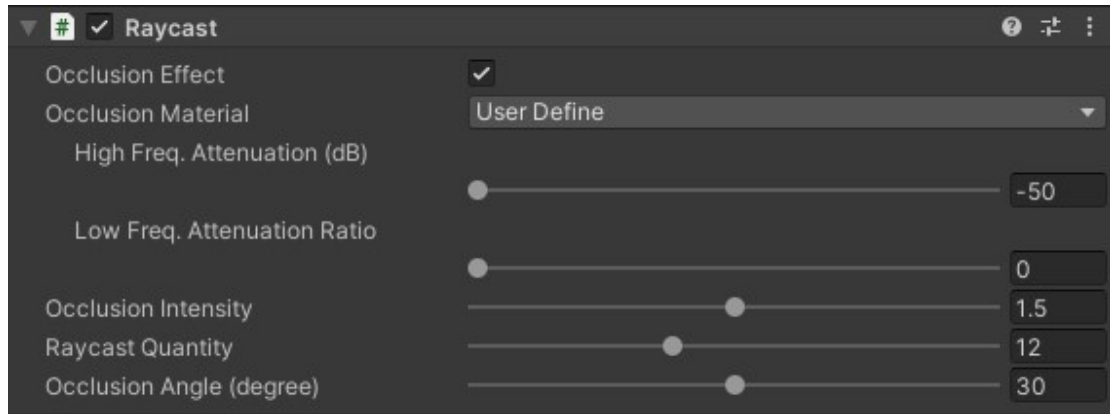 # Raycast
Occlusion Effect
Occlusion Material User Define
High Freq. Attenuation (dB)
-50
Low Freq. Attenuation Ratio
0
Occlusion Intensity 1.5
Raycast Quantity 12
Occlusion Angle (degree) 30